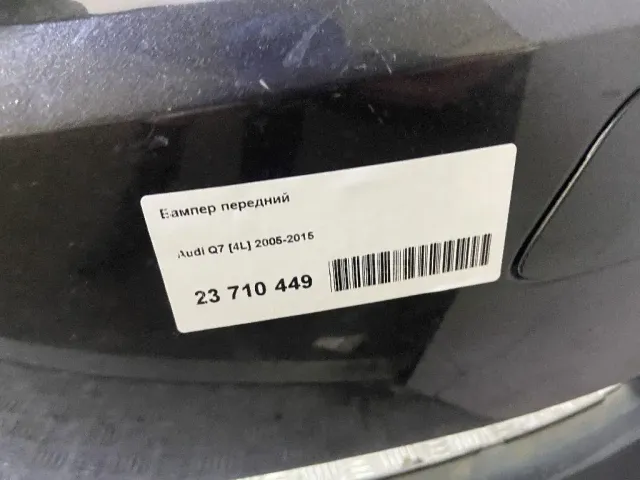 Бампер передний
Audi Q7 [4L] 2005-2015
23 710 449